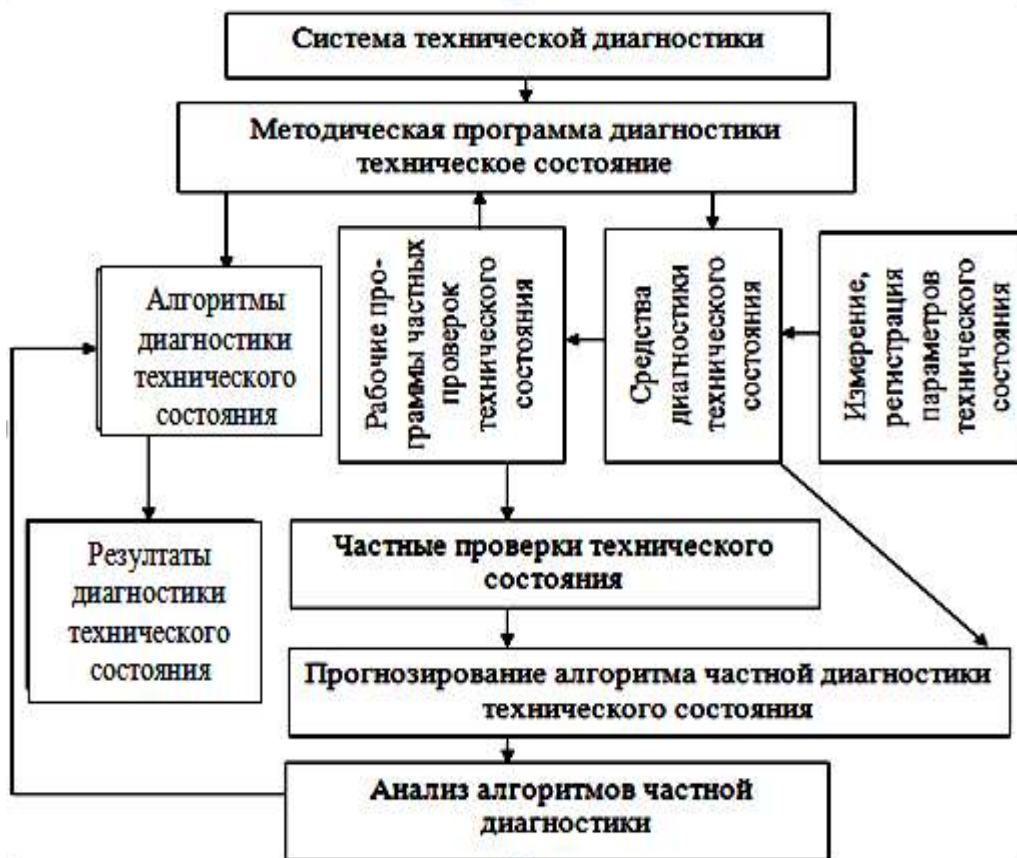 Система технической диагностики
Методическая программа диагностики
техническое состояние
Алгоритмы
диагностики
технического
состояния
Рабочие про-
граммы частных
проверок
технического
состояния
Средства
диагностики
технического
состояния
Измерение,
регистрация
параметров
технического
состояния
Резултаты
диагностики
технического
состояния
Частные проверки технического
состояния
Прогнозирование алгоритма частной диагностики
технического состояния
Анализ алгоритмов частной
диагностики